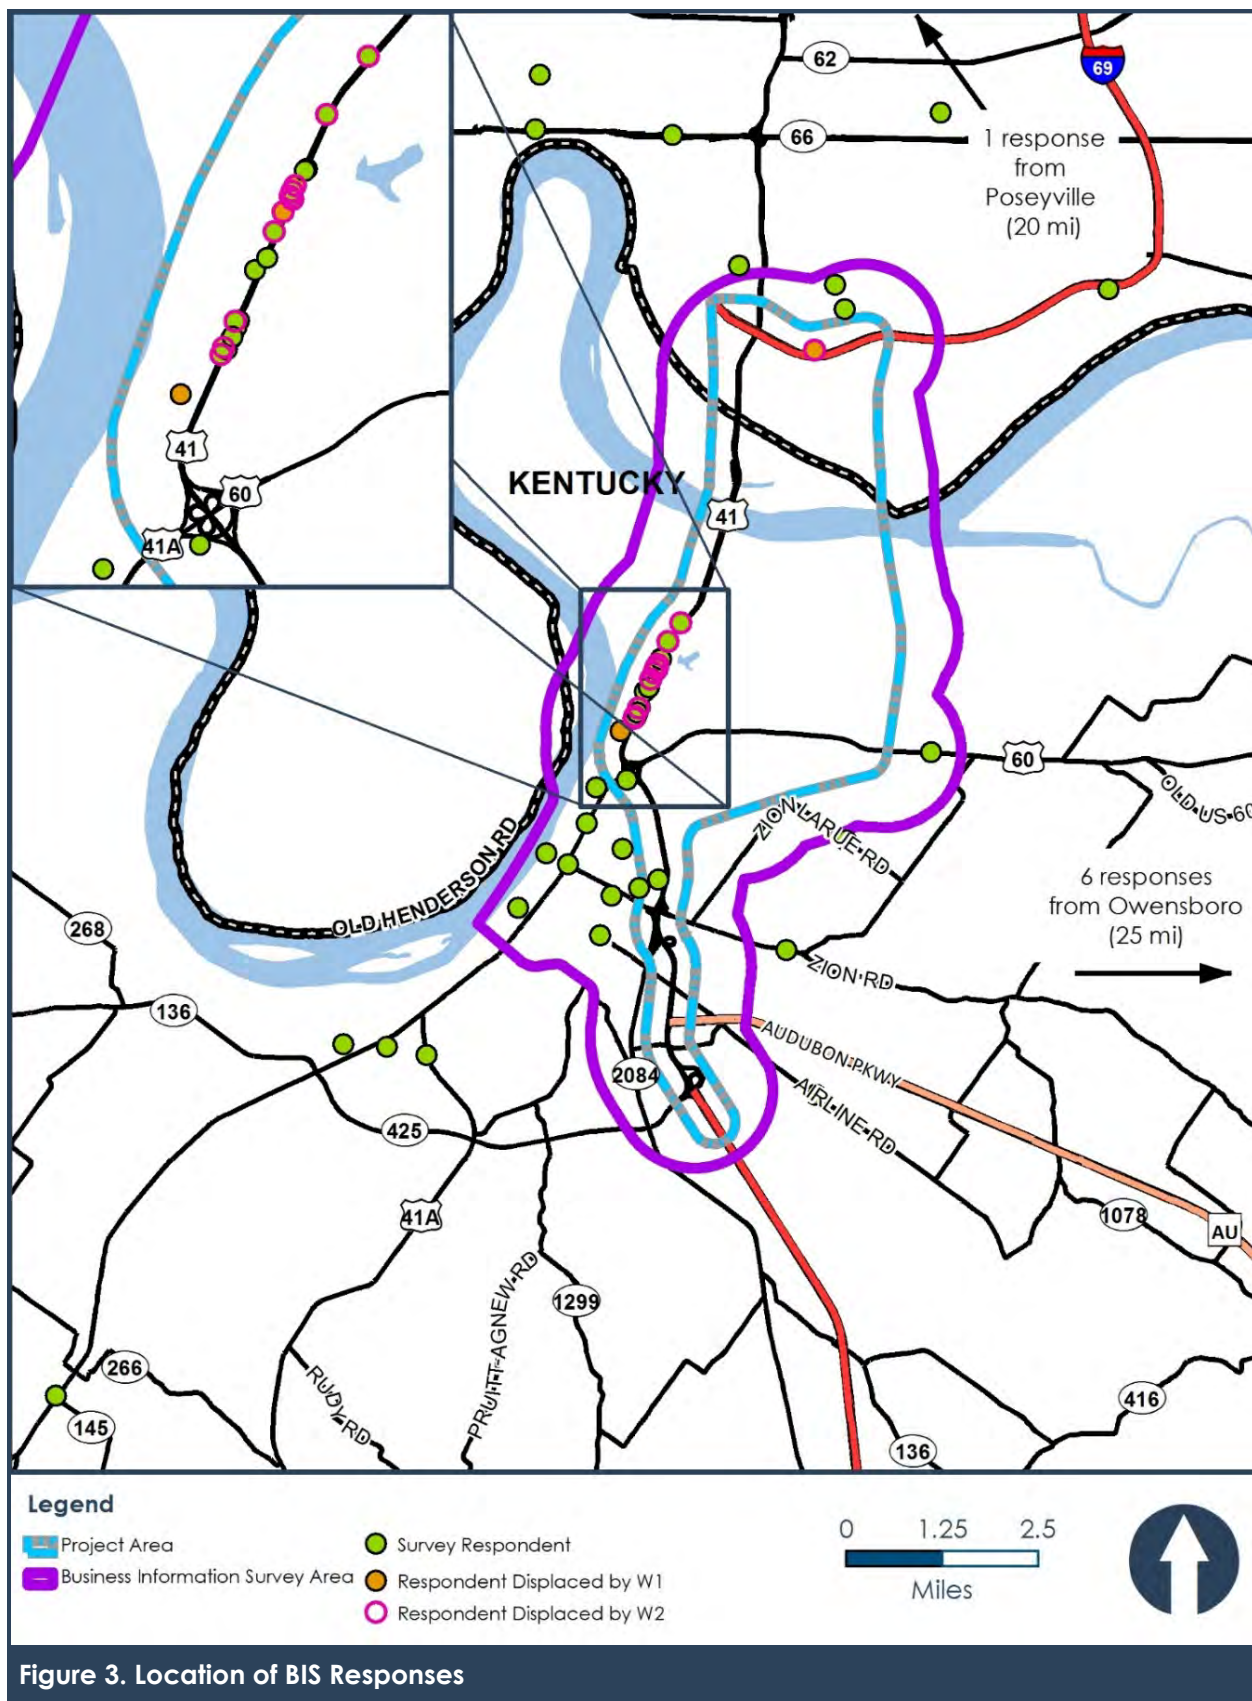 62
69
66
1 response
from
Poseyville
(20 mi)
41
60
41A
KENTUCKY
41
60
OLD US 60
ZION LARUE RD
OLD HENDERSON RD
6 responses
from Owensboro
(25 mi)
268
ZION RD
136
AUDUBON PKWY
2084
AIRLINE RD
425
41A
1078
AU
PRUITT-AGNEW RD
1299
266
RUDY RD
416
145
136
Legend
Project Area
Business Information Survey Area
Survey Respondent
Respondent Displaced by W1
Respondent Displaced by W2
0 1.25 2.5
Miles
Figure 3. Location of BIS Responses